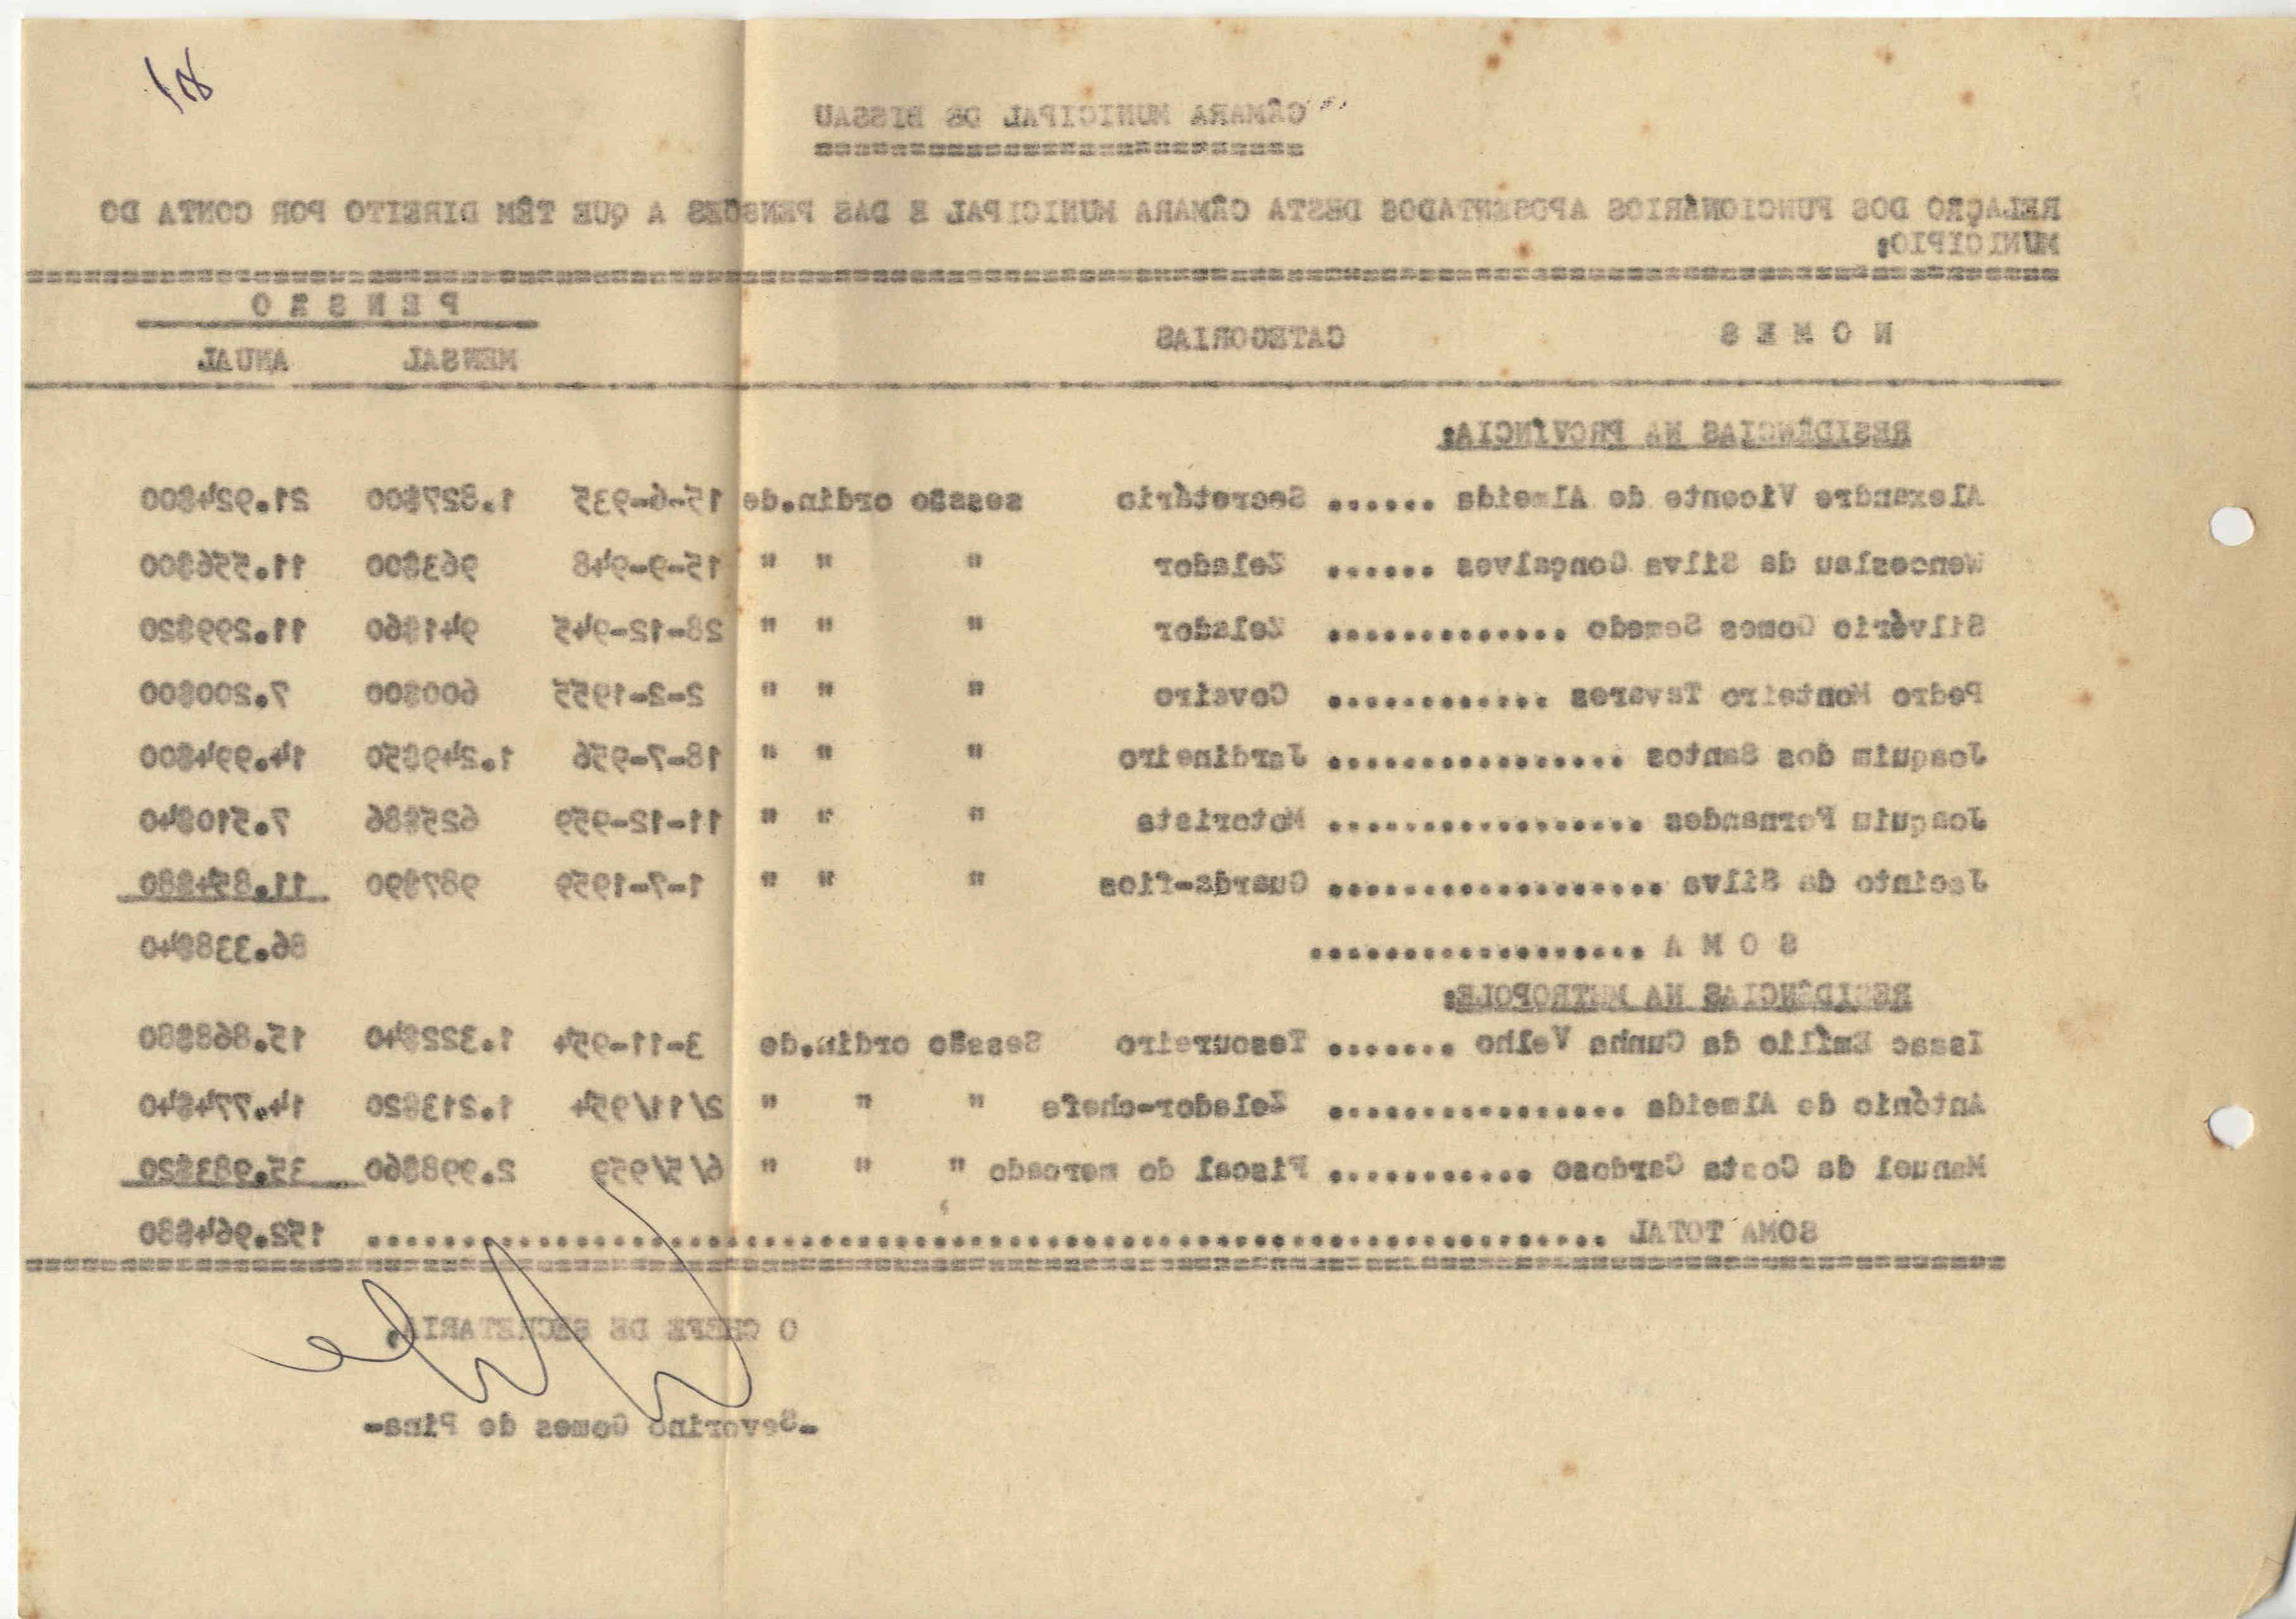 CÂMARA MUNICIPAL DE BISSAU
==========================
RELAÇÃO DOS FUNCIONÁRIOS APOSENTADOS DESTA CÂMARA MUNICIPAL E DAS PENSÕES A QUE TÊM DIREITO POR CONTA DO
MUNICIPIO:
N O M E S CATEGORIAS P E N S Ã O
MENSAL ANUAL
RESIDÊNCIAS NA PROVÍNCIA:
Alexandre Vicente de Almeida ...... Secretário sessão ordin.de 15-6-935 1.827$00 21.924$00
Wenceslau da Silva Gonçalves ...... Zelador " " " 15-9-948 963$00 11.556$00
Silvério Gomes Semedo ............. Zelador " " " 28-12-945 941$60 11.299$20
Pedro Monteiro Tavares ............ Coveiro " " " 2-2-1955 600$00 7.200$00
Joaquim dos Santos ................ Jardineiro " " " 18-7-956 1.249$50 14.994$00
Joaquim Fernandes ................. Motorista " " " 11-12-959 625$86 7.510$40
Jacinto da Silva .................. Guarda-fios " " " 1-7-1959 987$90 11.854$80
S O M A .................. 86.338$40
RESIDÊNCIAS NA METROPOLE:
Isaac Emílio da Cunha Velho ....... Tesoureiro Sessão ordin.de 3-11-954 1.322$40 15.868$80
António de Almeida ................ Zelador-chefe " " " 2/11/954 1.213$20 14.774$40
Manuel da Costa Cardoso ........... Fiscal do mercado " " " 6/5/959 2.998$60 35.983$20
SOMA TOTAL .................................................................... 152.964$80
O CHEFE DE SECRETARIA,
-Severino Gomes de Pina-